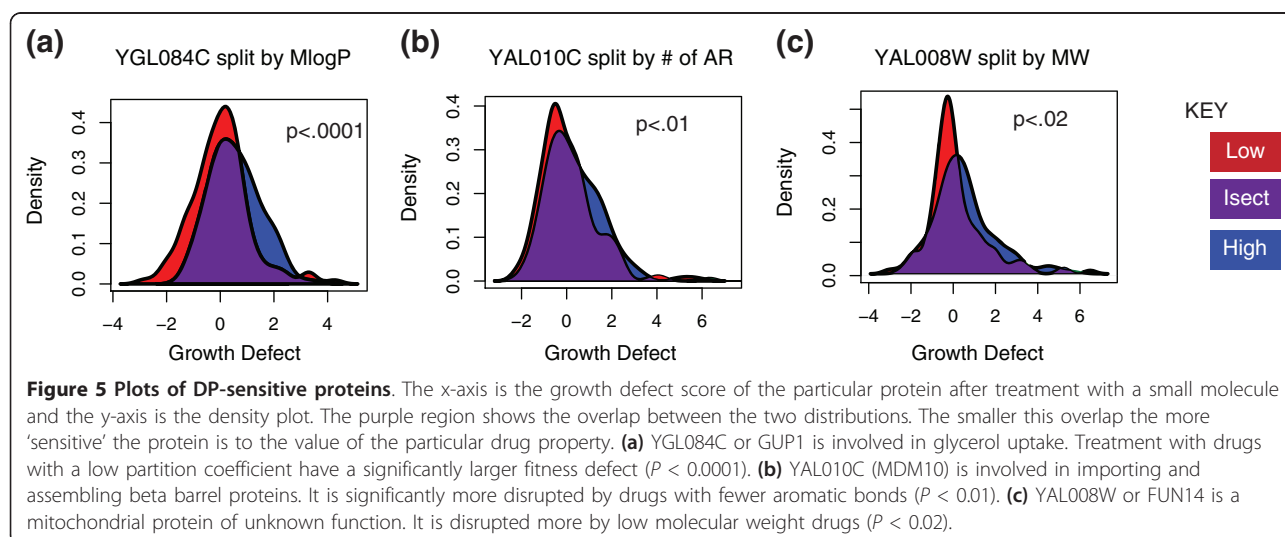 (a)
YGL084C split by MlogP
p<.0001
Density
0.0 0.1 0.2 0.3 0.4
−4 −2 0 2 4
Growth Defect
(b)
YAL010C split by # of AR
p<.01
Density
0.0 0.1 0.2 0.3 0.4
−2 0 2 4 6
Growth Defect
(c)
YAL008W split by MW
p<.02
Density
0.0 0.2 0.4
−4 −2 0 2 4 6
Growth Defect
KEY
Low
Isect
High
Figure 5 Plots of DP-sensitive proteins. The x-axis is the growth defect score of the particular protein after treatment with a small molecule
and the y-axis is the density plot. The purple region shows the overlap between the two distributions. The smaller this overlap the more
‘sensitive’ the protein is to the value of the particular drug property. (a) YGL084C or GUP1 is involved in glycerol uptake. Treatment with drugs
with a low partition coefficient have a significantly larger fitness defect (P < 0.0001). (b) YAL010C (MDM10) is involved in importing and
assembling beta barrel proteins. It is significantly more disrupted by drugs with fewer aromatic bonds (P < 0.01). (c) YAL008W or FUN14 is a
mitochondrial protein of unknown function. It is disrupted more by low molecular weight drugs (P < 0.02).